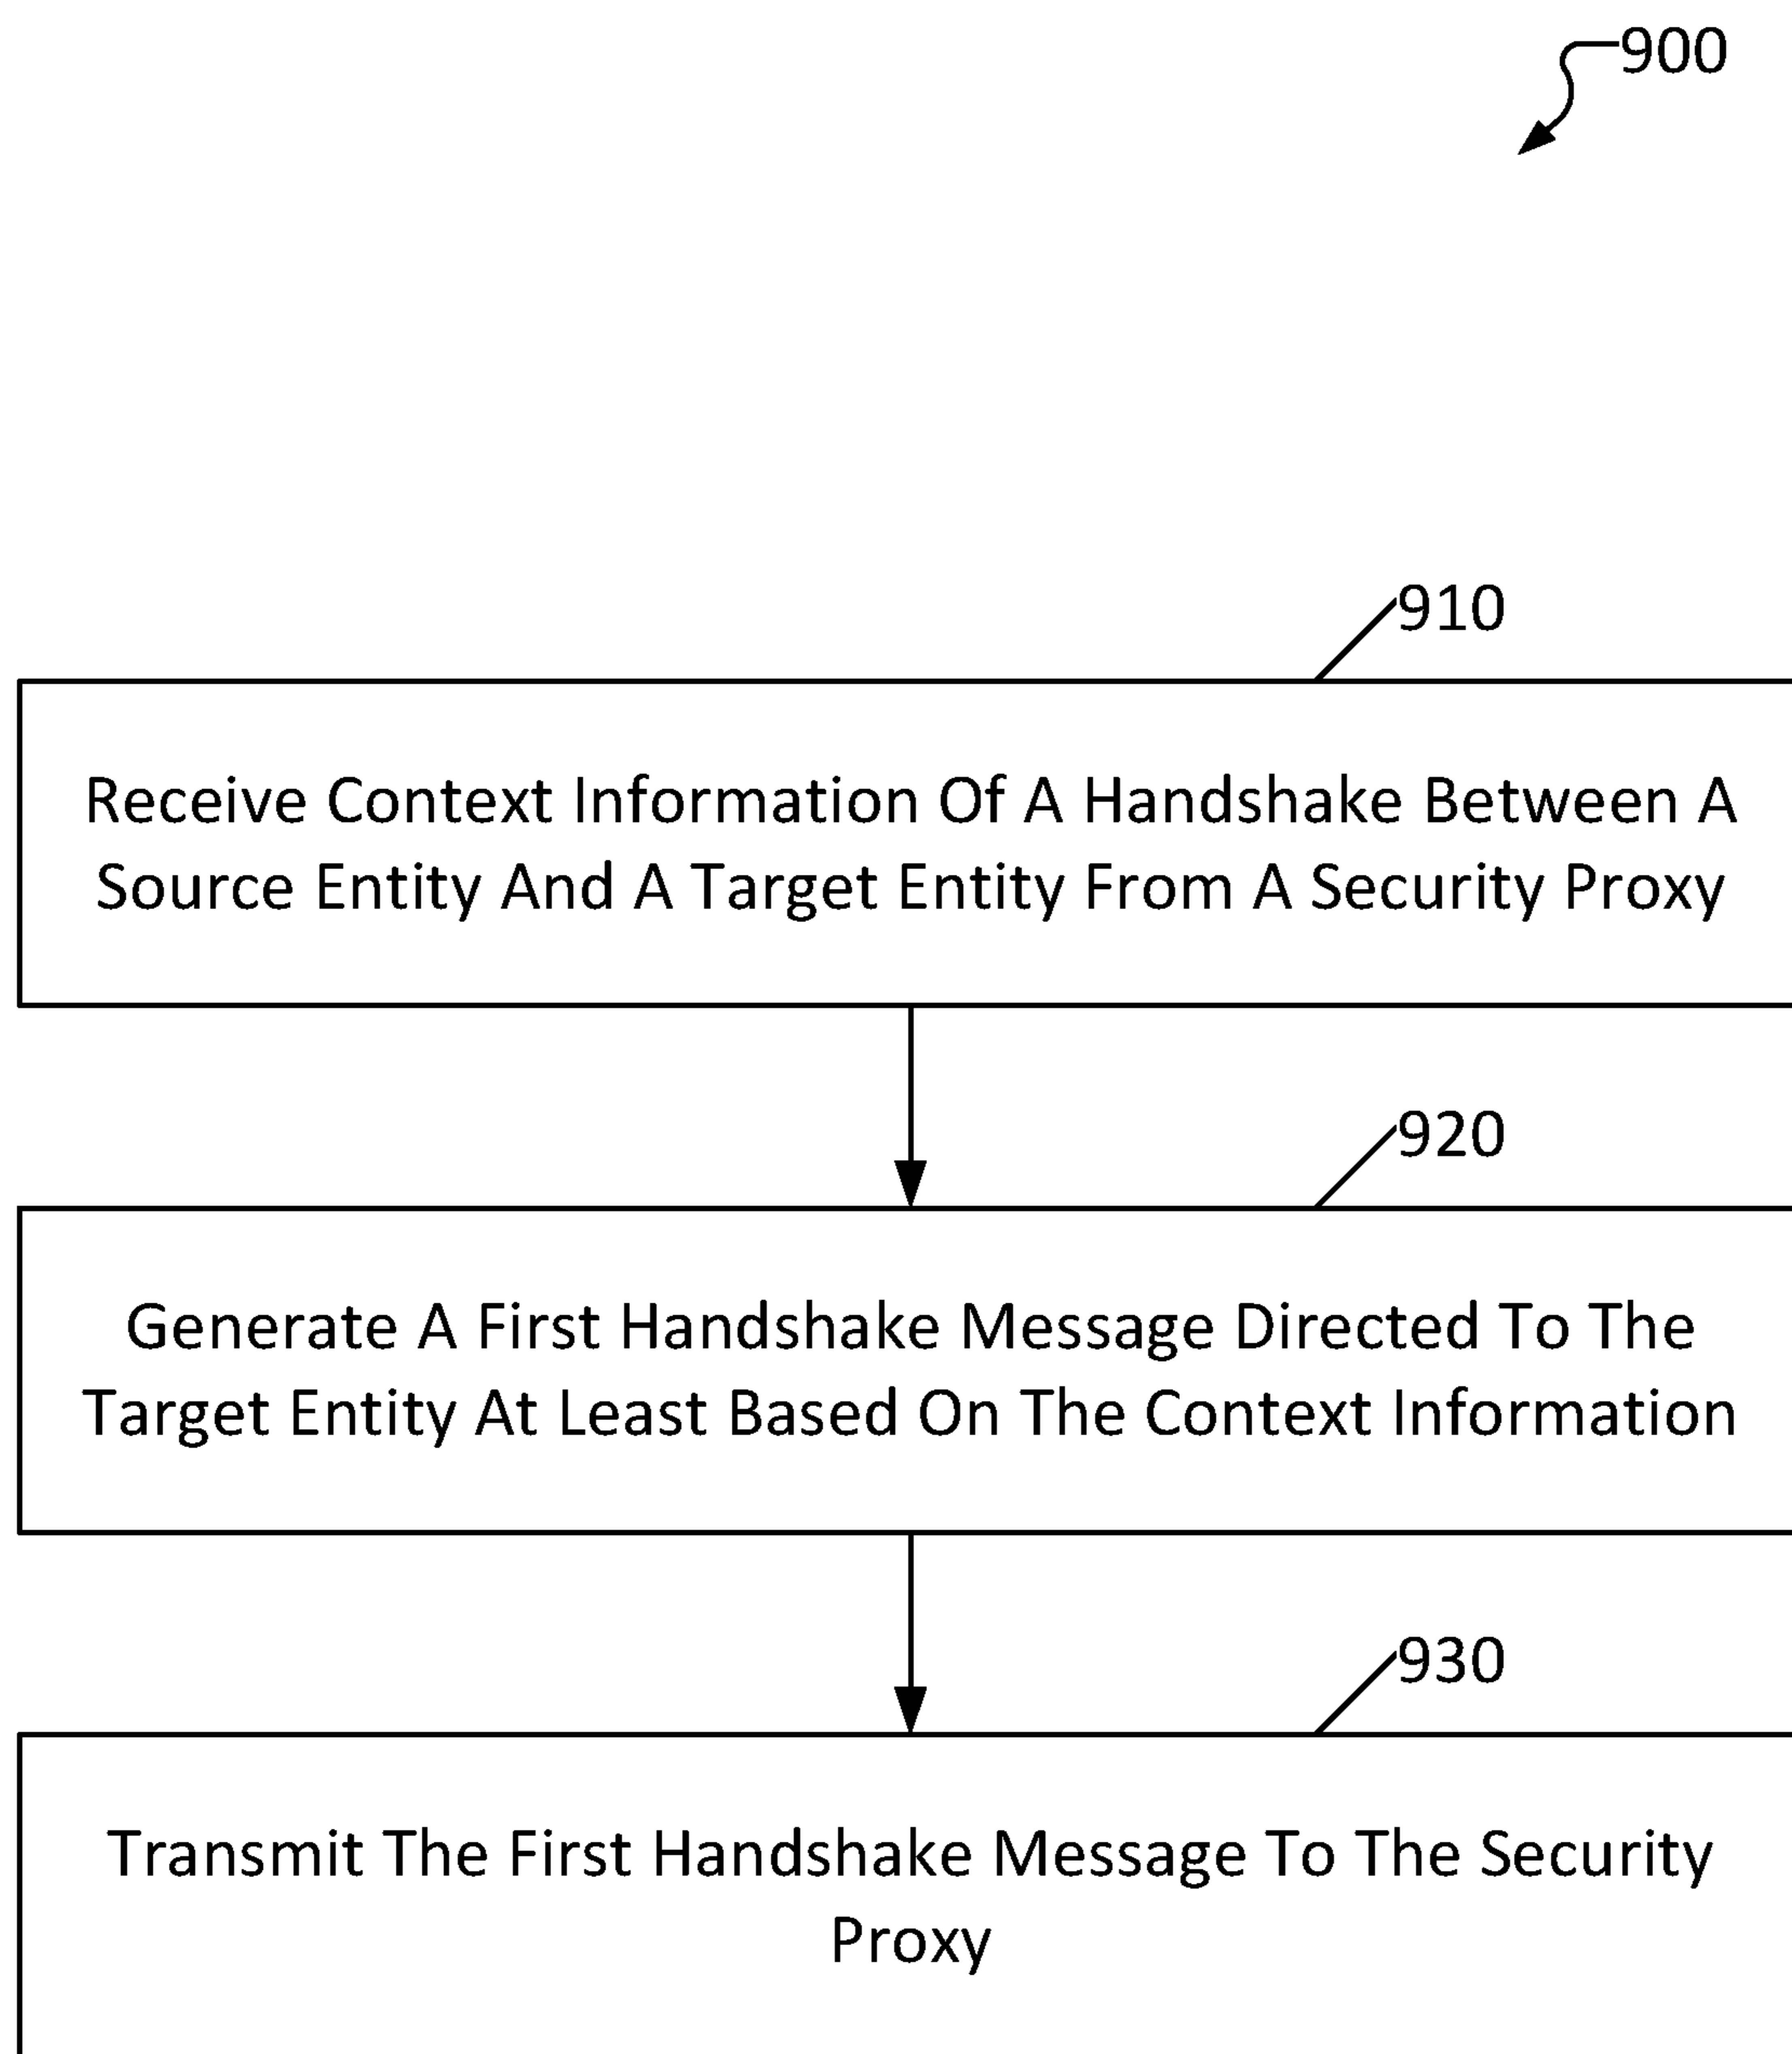 900
910
Receive Context Information Of A Handshake Between A
Source Entity And A Target Entity From A Security Proxy
920
Generate A First Handshake Message Directed To The
Target Entity At Least Based On The Context Information
930
Transmit The First Handshake Message To The Security
Proxy